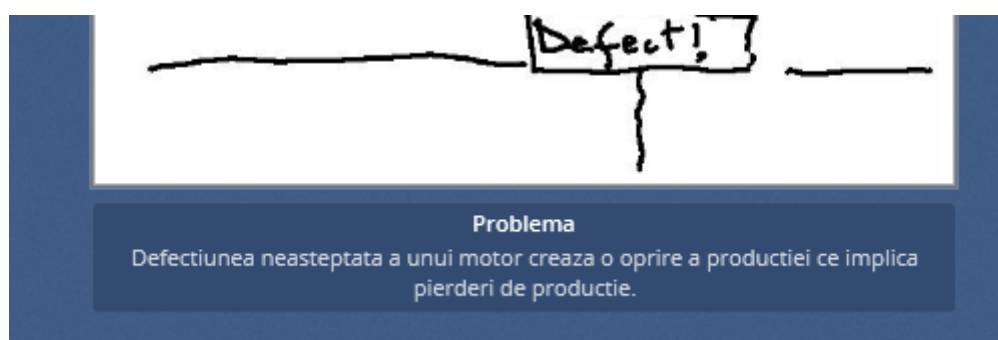 Defect!
Problema
Defectiunea neasteptata a unui motor creaza o oprire a productiei ce implica
pierderi de productie.